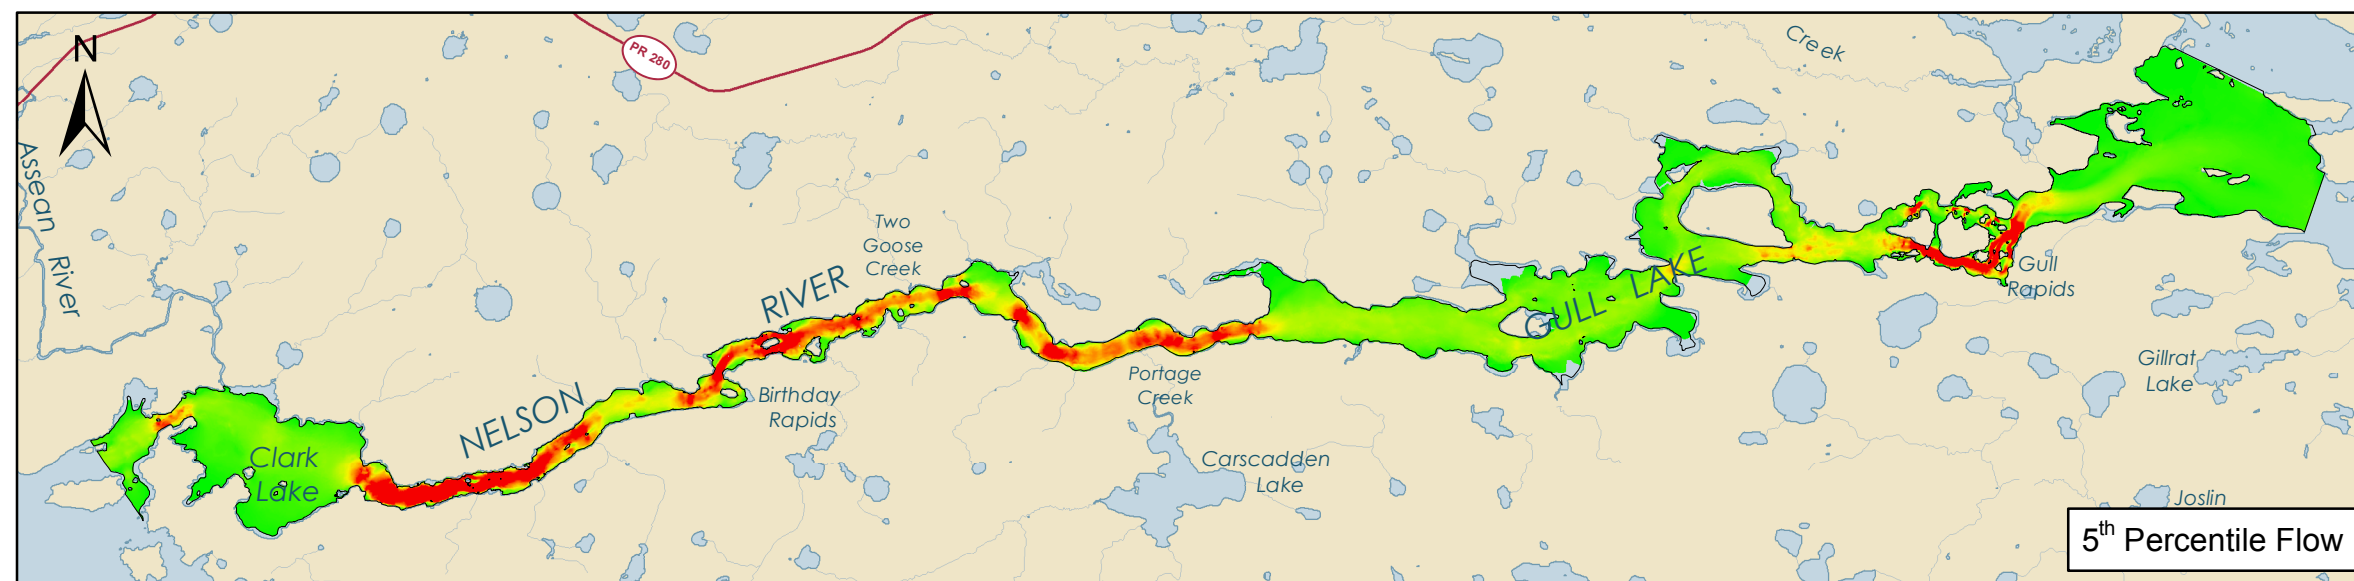 Creek
PR 280
N
Assean
River
Two
Goose
Creek
RIVER
GULL LAKE
Gull
Rapids
NELSON
Birthday
Rapids
Portage
Creek
Gillrat
Lake
Clark
Lake
Carscadden
Lake
Joslin
5th Percentile Flow